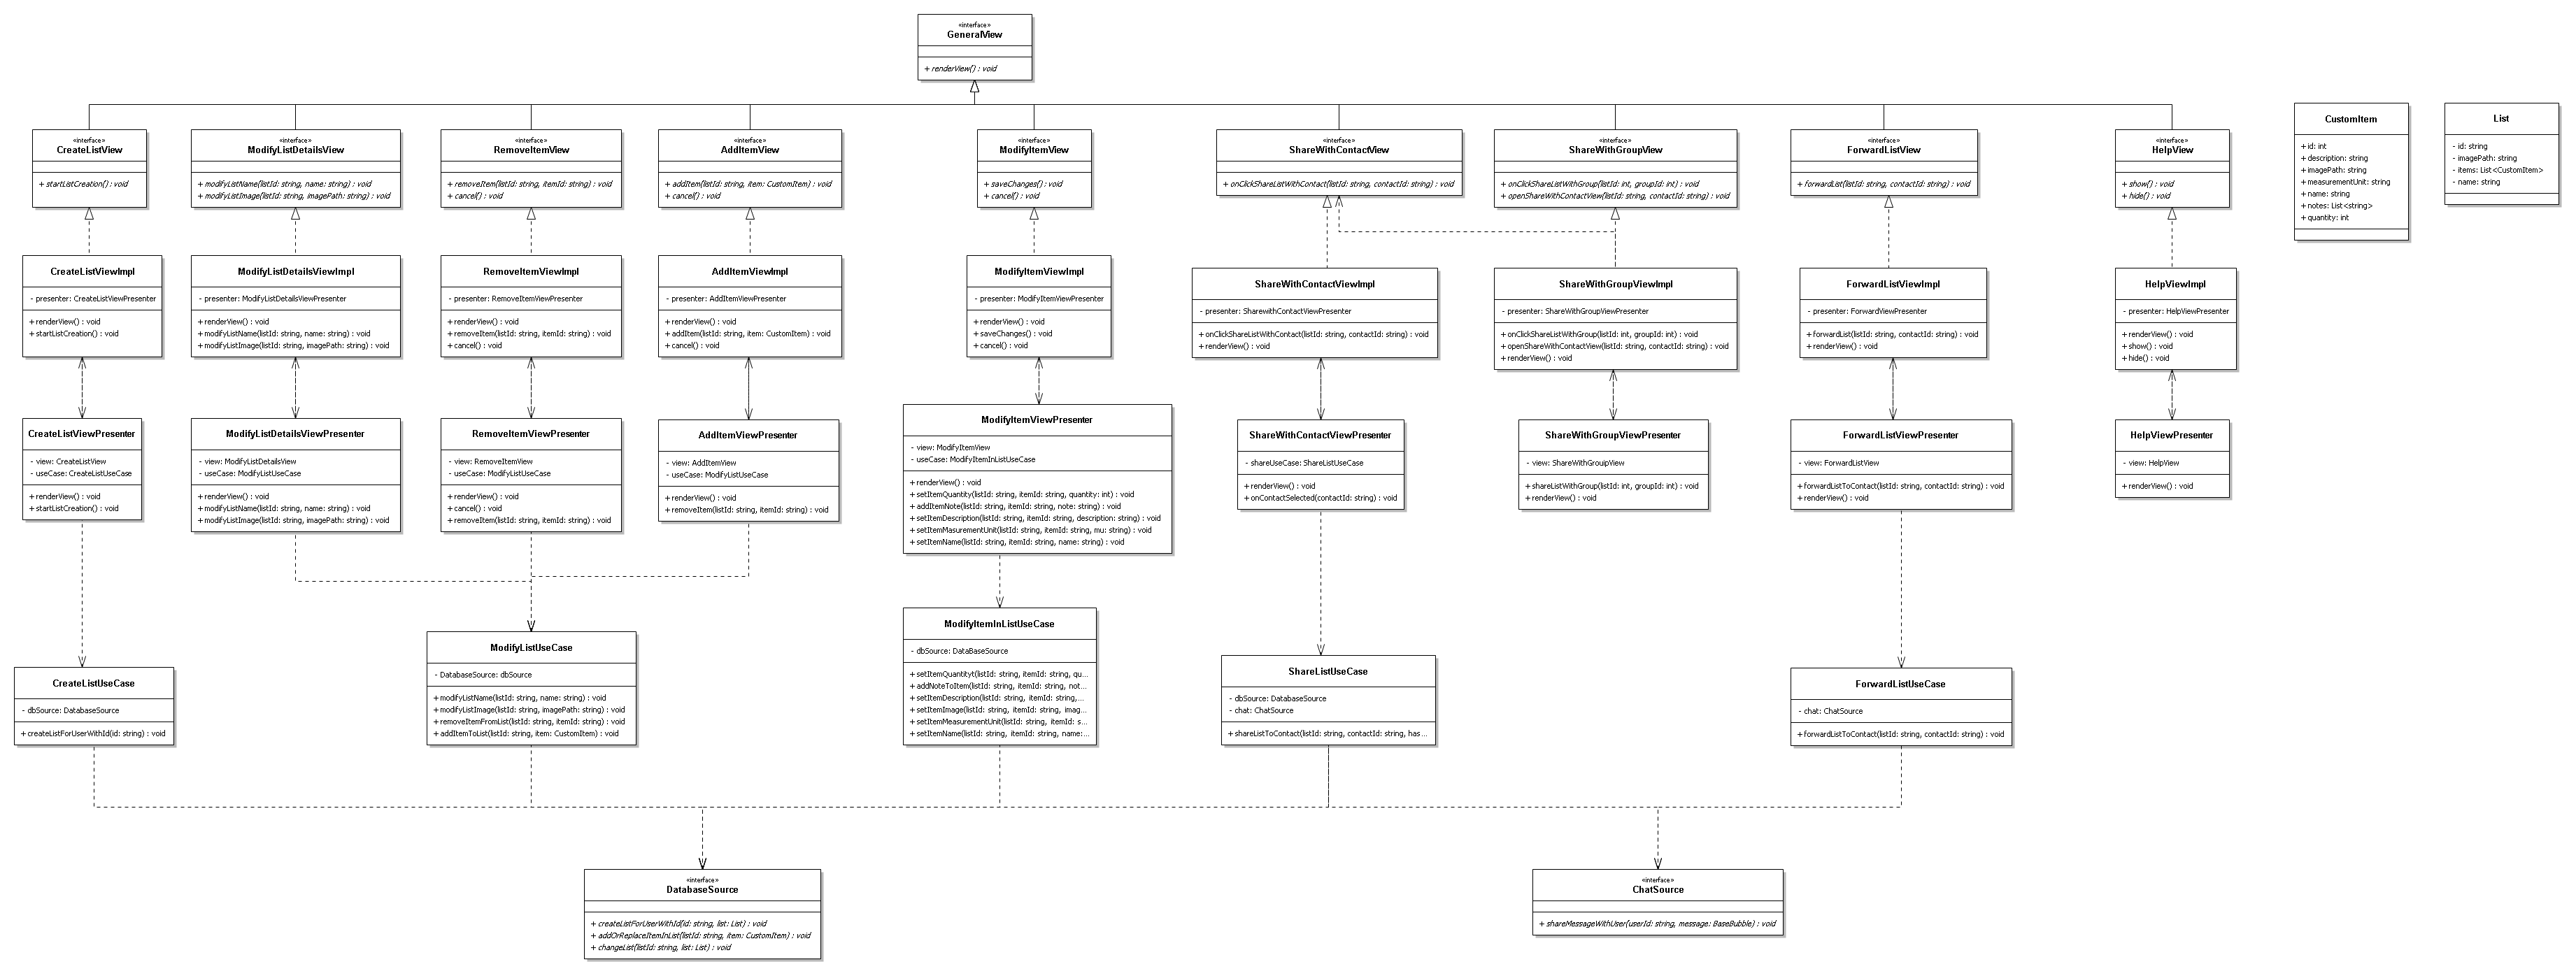 «interface»
GeneralView
+ renderView() : void
«interface»
CreateListView
+ startListCreation() : void
«interface»
ModifyListDetailsView
+ modifyListName(listId: string, name: string) : void
+ modifyListImage(listId: string, imagePath: string) : void
«interface»
RemoveItemView
+ removeItem(listId: string, itemId: string) : void
+ cancel() : void
«interface»
AddItemView
+ addItem(listId: string, item: CustomItem) : void
+ cancel() : void
«interface»
ModifyItemView
+ saveChanges() : void
+ cancel() : void
«interface»
ShareWithContactView
+ onClickShareListWithContact(listId: string, contactId: string) : void
«interface»
ShareWithGroupView
+ onClickShareListWithGroup(listId: int, groupId: int) : void
+ openShareWithContactView(listId: string, contactId: string) : void
«interface»
ForwardListView
+ forwardList(listId: string, contactId: string) : void
«interface»
HelpView
+ show() : void
+ hide() : void
CustomItem
+ id: int
+ description: string
+ imagePath: string
+ measurementUnit: string
+ name: string
+ notes: List<string>
+ quantity: int
List
- id: string
- imagePath: string
- items: List<CustomItem>
- name: string
CreateListViewImpl
- presenter: CreateListViewPresenter
+ renderView() : void
+ startListCreation() : void
ModifyListDetailsViewImpl
- presenter: ModifyListDetailsViewPresenter
+ renderView() : void
+ modifyListName(listId: string, name: string) : void
+ modifyListImage(listId: string, imagePath: string) : void
RemoveItemViewImpl
- presenter: RemoveItemViewPresenter
+ renderView() : void
+ removeItem(listId: string, itemId: string) : void
+ cancel() : void
AddItemViewImpl
- presenter: AddItemViewPresenter
+ renderView() : void
+ addItem(listId: string, item: CustomItem) : void
+ cancel() : void
ModifyItemViewImpl
- presenter: ModifyItemViewPresenter
+ renderView() : void
+ saveChanges() : void
+ cancel() : void
ShareWithContactViewImpl
- presenter: SharewithContactViewPresenter
+ onClickShareListWithContact(listId: string, contactId: string) : void
+ renderView() : void
ShareWithGroupViewImpl
- presenter: ShareWithGroupViewPresenter
+ onClickShareListWithGroup(listId: int, groupId: int) : void
+ openShareWithContactView(listId: string, contactId: string) : void
+ renderView() : void
ForwardListViewImpl
- presenter: ForwardViewPresenter
+ forwardList(listId: string, contactId: string) : void
+ renderView() : void
HelpViewImpl
- presenter: HelpViewPresenter
+ renderView() : void
+ show() : void
+ hide() : void
CreateListViewPresenter
- view: CreateListView
- useCase: CreateListUseCase
+ renderView() : void
+ startListCreation() : void
ModifyListDetailsViewPresenter
- view: ModifyListDetailsView
- useCase: ModifyListUseCase
+ renderView() : void
+ modifyListName(listId: string, name: string) : void
+ modifyListImage(listId: string, imagePath: string) : void
RemoveItemViewPresenter
- view: RemoveItemView
- useCase: ModifyListUseCase
+ renderView() : void
+ cancel() : void
+ removeItem(listId: string, itemId: string) : void
AddItemViewPresenter
- view: AddItemView
- useCase: ModifyListUseCase
+ renderView() : void
+ removeItem(listId: string, itemId: string) : void
ModifyItemViewPresenter
- view: ModifyItemView
- useCase: ModifyItemInListUseCase
+ renderView() : void
+ setItemQuantity(listId: string, itemId: string, quantity: int) : void
+ addItemNote(listId: string, itemId: string, note: string) : void
+ setItemDescription(listId: string, itemId: string, description: string) : void
+ setItemMasurementUnit(listId: string, itemId: string, mu: string) : void
+ setItemName(listId: string, itemId: string, name: string) : void
ShareWithContactViewPresenter
- shareUseCase: ShareListUseCase
+ renderView() : void
+ onContactSelected(contactId: string) : void
ShareWithGroupViewPresenter
- view: ShareWithGrouipView
+ shareListWithGroup(listId: int, groupId: int) : void
+ renderView() : void
ForwardListViewPresenter
- view: ForwardListView
+ forwardListToContact(listId: string, contactId: string) : void
+ renderView() : void
HelpViewPresenter
- view: HelpView
+ renderView() : void
CreateListUseCase
- dbSource: DatabaseSource
+ createListForUserWithId(id: string) : void
ModifyListUseCase
- DatabaseSource: dbSource
+ modifyListName(listId: string, name: string) : void
+ modifyListImage(listId: string, imagePath: string) : void
+ removeItemFromList(listId: string, itemId: string) : void
+ addItemToList(listId: string, item: CustomItem) : void
ModifyItemInListUseCase
- dbSource: DataBaseSource
+ setItemQuantityt(listId: string, itemId: string, qu...
+ addNoteToItem(listId: string, itemId: string, not...
+ setItemDescription(listId: string, itemId: string,...
+ setItemImage(listId: string, itemId: string, imag...
+ setItemMeasurementUnit(listId: string, itemId: s...
+ setItemName(listId: string, itemId: string, name:...
ShareListUseCase
- dbSource: DatabaseSource
- chat: ChatSource
+ shareListToContact(listId: string, contactId: string, has...
ForwardListUseCase
- chat: ChatSource
+ forwardListToContact(listId: string, contactId: string) : void
«interface»
DatabaseSource
+ createListForUserWithId(id: string, list: List) : void
+ addOrReplaceItemInList(listId: string, item: CustomItem) : void
+ changeList(listId: string, list: List) : void
«interface»
ChatSource
+ shareMessageWithUser(userId: string, message: BaseBubble) : void